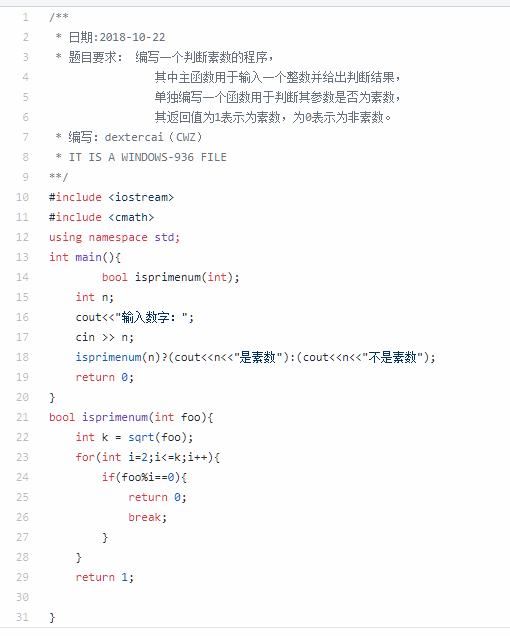 1 /**
2 * 日期:2018-10-22
3 * 题目要求： 编写一个判断素数的程序，
4 其中主函数用于输入一个整数并给出判断结果，
5 单独编写一个函数用于判断其参数是否为素数，
6 其返回值为1表示为素数，为0表示为非素数。
7 * 编写：dextercai（CWZ）
8 * IT IS A WINDOWS-936 FILE
9 **/
10 #include <iostream>
11 #include <cmath>
12 using namespace std;
13 int main(){
14 bool isprimenum(int);
15 int n;
16 cout<<"输入数字：";
17 cin >> n;
18 isprimenum(n)?(cout<<n<<"是素数"):(cout<<n<<"不是素数");
19 return 0;
20 }
21 bool isprimenum(int foo){
22 int k = sqrt(foo);
23 for(int i=2;i<=k;i++){
24 if(foo%i==0){
25 return 0;
26 break;
27 }
28 }
29 return 1;
30
31 }